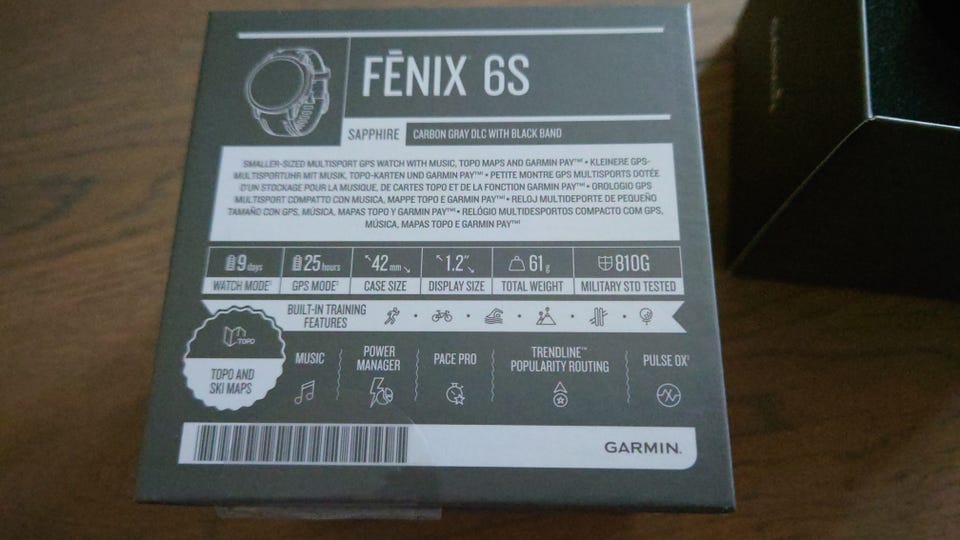 FĒNIX 6S
SAPPHIRE
CARBON GRAY DLC WITH BLACK BAND
SMALLER-SIZED MULTISPORT GPS WATCH WITH MUSIC, TOPO MAPS AND GARMIN PAY™ • KLEINERE GPS-
MULTISPORTUHR MIT MUSIK, TOPO-KARTEN UND GARMIN PAY™ • PETITE MONTRE GPS MULTISPORTS DOTÉE
D'UN STOCKAGE POUR LA MUSIQUE, DE CARTES TOPO ET DE LA FONCTION GARMIN PAY™ • OROLOGIO GPS
MULTISPORT COMPATTO CON MUSICA, MAPPE TOPO E GARMIN PAY™ • RELOJ MULTIDEPORTE DE PEQUEÑO
TAMAÑO CON GPS, MÚSICA, MAPAS TOPO Y GARMIN PAY™ • RELÓGIO MULTIDESPORTOS COMPACTO COM GPS,
MÚSICA, MAPAS TOPO E GARMIN PAY™
9 days
WATCH MODE
25 hours
GPS MODE
42 mm
CASE SIZE
1.2"
DISPLAY SIZE
61 g
TOTAL WEIGHT
810G
MILITARY STD TESTED
BUILT-IN TRAINING
FEATURES
TOPO
TOPO AND
SKI MAPS
MUSIC
POWER
MANAGER
PACE PRO
TRENDLINE™
POPULARITY ROUTING
PULSE OX
GARMIN.